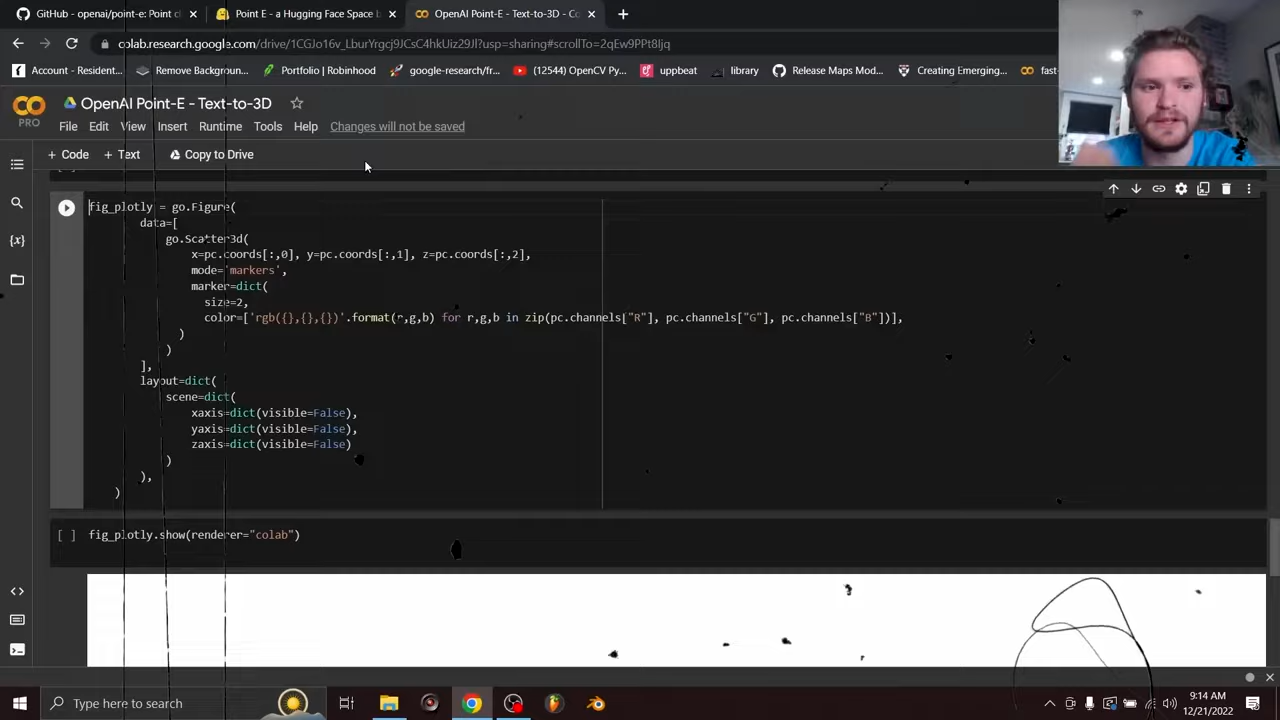 GitHub - openai/point-e: Point cl
Point E - a Hugging Face Space b
OpenAI Point-E - Text-to-3D - Co
colab.research.google.com/drive/1CGJo16v_LburYrgcj9JCsC4hkUiz29Jl?usp=sharing#scrollTo=2qEw9PPt8Ijq
Account - Resident...
Remove Backgroun...
Portfolio | Robinhood
google-research/fr...
(12544) OpenCV Py...
uppbeat
library
Release Maps Mod...
Creating Emerging...
fast-
OpenAI Point-E - Text-to-3D
PRO
File Edit View Insert Runtime Tools Help Changes will not be saved
+ Code + Text Copy to Drive
fig_plotly = go.Figure(
data=[
go.Scatter3d(
x=pc.coords[:,0], y=pc.coords[:,1], z=pc.coords[:,2],
mode='markers',
marker=dict(
size=2,
color=['rgb({},{},{})'.format(r,g,b) for r,g,b in zip(pc.channels["R"], pc.channels["G"], pc.channels["B"])],
)
)
],
layout=dict(
scene=dict(
xaxis=dict(visible=False),
yaxis=dict(visible=False),
zaxis=dict(visible=False)
)
),
)
[ ] fig_plotly.show(renderer="colab")
Type here to search
9:14 AM
12/21/2022